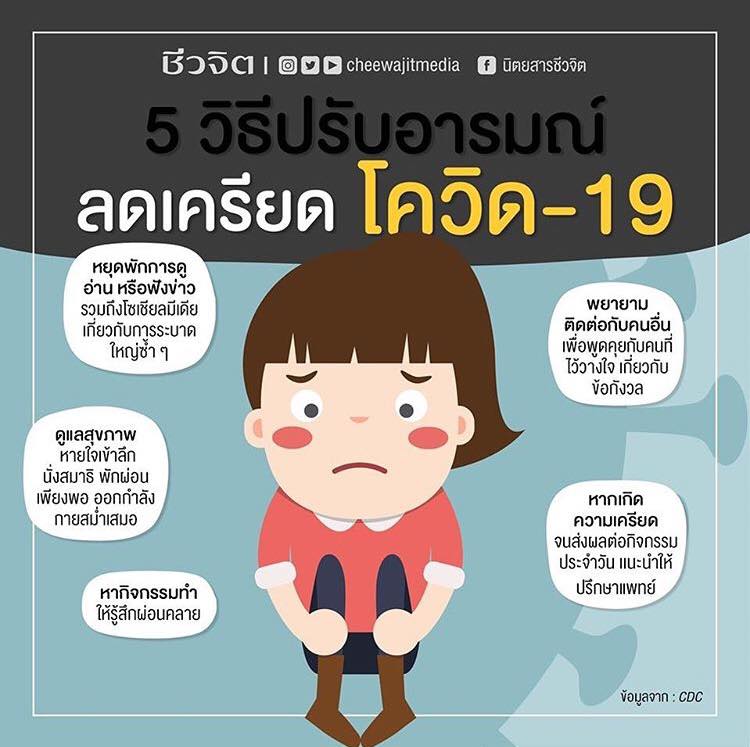 ชีวจิต | cheewajitmedia นิตยสารชีวจิต
5 วิธีปรับอารมณ์
ลดเครียด โควิด-19
หยุดพักการดู
อ่าน หรือฟังข่าว
รวมถึงโซเชียลมีเดีย
เกี่ยวกับการระบาด
ใหญ่ซ้ำ ๆ
ดูแลสุขภาพ
หายใจเข้าลึก
นั่งสมาธิ พักผ่อน
เพียงพอ ออกกำลัง
กายสม่ำเสมอ
หากิจกรรมทำ
ให้รู้สึกผ่อนคลาย
พยายาม
ติดต่อกับคนอื่น
เพื่อพูดคุยกับคนที่
ไว้วางใจ เกี่ยวกับ
ข้อกังวล
หากเกิด
ความเครียด
จนส่งผลต่อกิจกรรม
ประจำวัน แนะนำให้
ปรึกษาแพทย์
ข้อมูลจาก : CDC